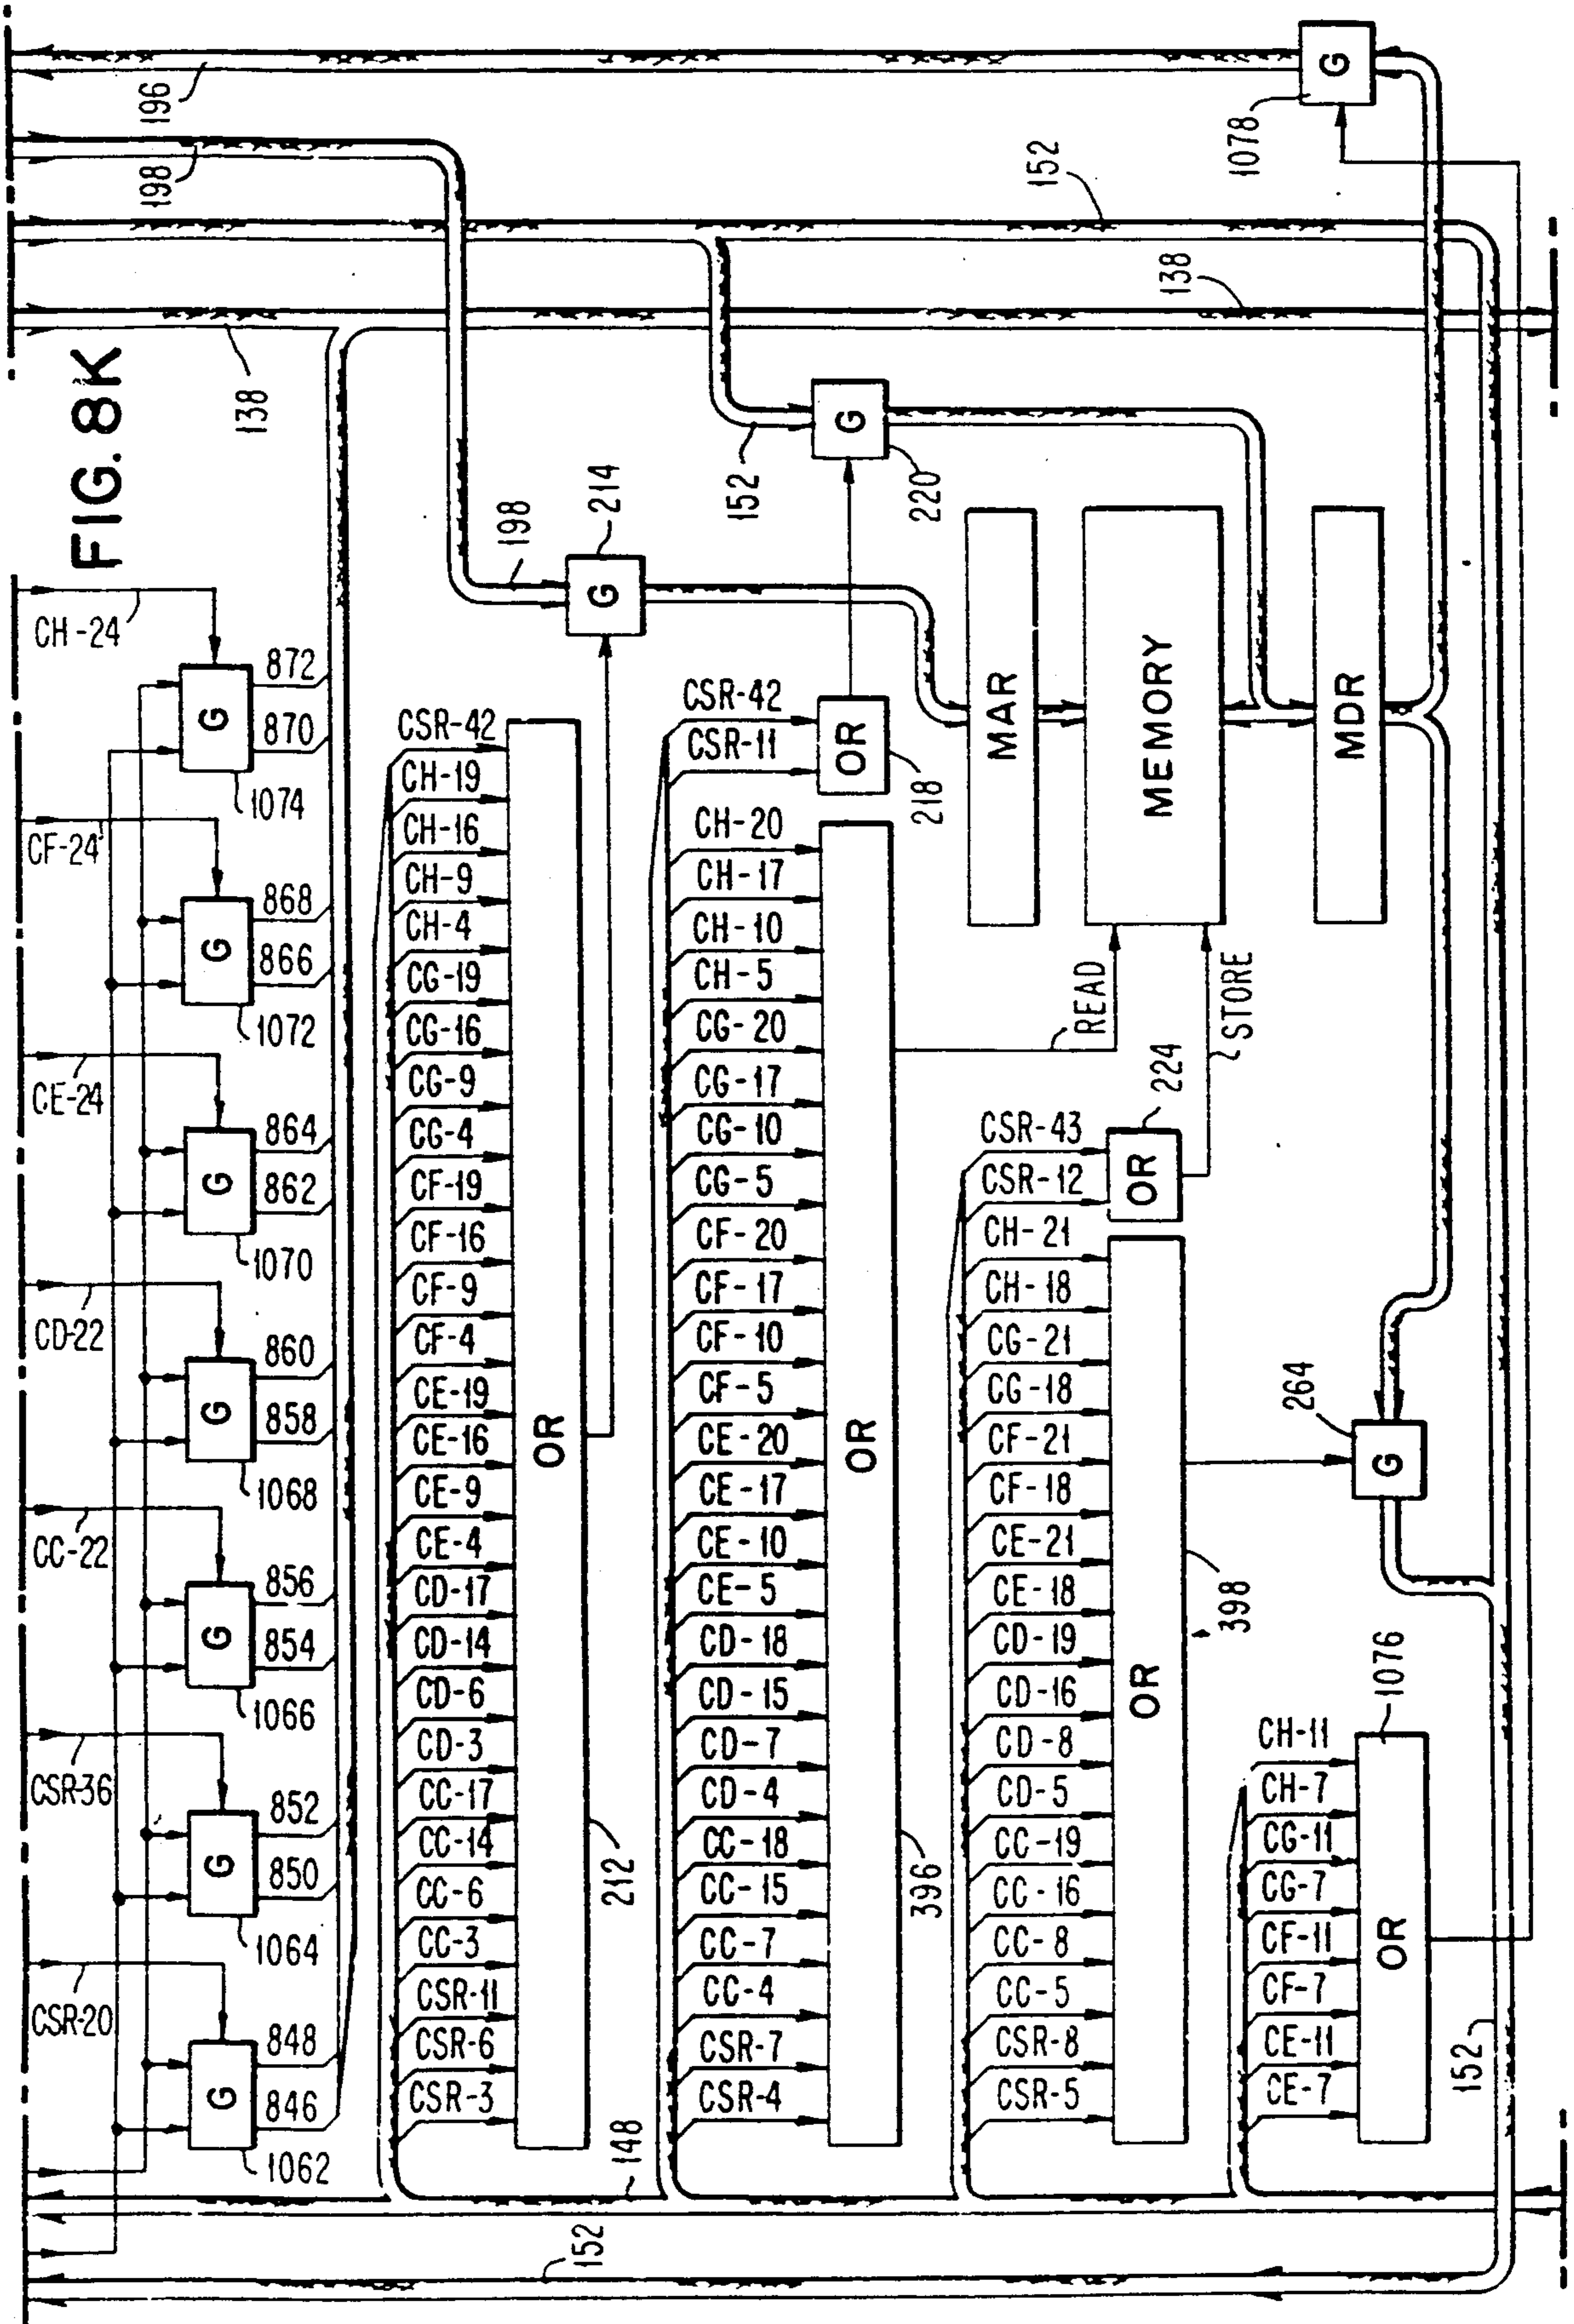 FIG. 8K
196
198
138
152
CSR-20
CSR-36
CC-22
CD-22
CE-24
CF-24
CH-24
G
G
G
G
G
G
G
846
848
850
852
854
856
858
860
862
864
866
868
870
872
1062
1064
1066
1068
1070
1072
1074
CSR-3
CSR-6
CSR-11
CC-3
CC-6
CC-14
CC-17
CD-3
CD-6
CD-14
CD-17
CE-4
CE-9
CE-16
CE-19
CF-4
CF-9
CF-16
CF-19
CG-4
CG-9
CG-16
CG-19
CH-4
CH-9
CH-16
CH-19
CSR-42
OR
212
198
G
214
148
CSR-4
CSR-7
CC-4
CC-7
CC-15
CC-18
CD-4
CD-7
CD-15
CD-18
CE-5
CE-10
CE-17
CE-20
CF-5
CF-10
CF-17
CF-20
CG-5
CG-10
CG-17
CG-20
CH-5
CH-10
CH-17
CH-20
OR
396
CSR-11
CSR-42
OR
218
152
G
220
152
138
CSR-5
CSR-8
CC-5
CC-8
CC-16
CC-19
CD-5
CD-8
CD-16
CD-19
CE-18
CE-21
CF-18
CF-21
CG-18
CG-21
CH-18
CH-21
OR
398
CSR-12
CSR-43
OR
224
READ
STORE
MAR
MEMORY
MDR
CE-7
CE-11
CF-7
CF-11
CG-7
CG-11
CH-7
CH-11
OR
1076
G
264
G
1078
152
152